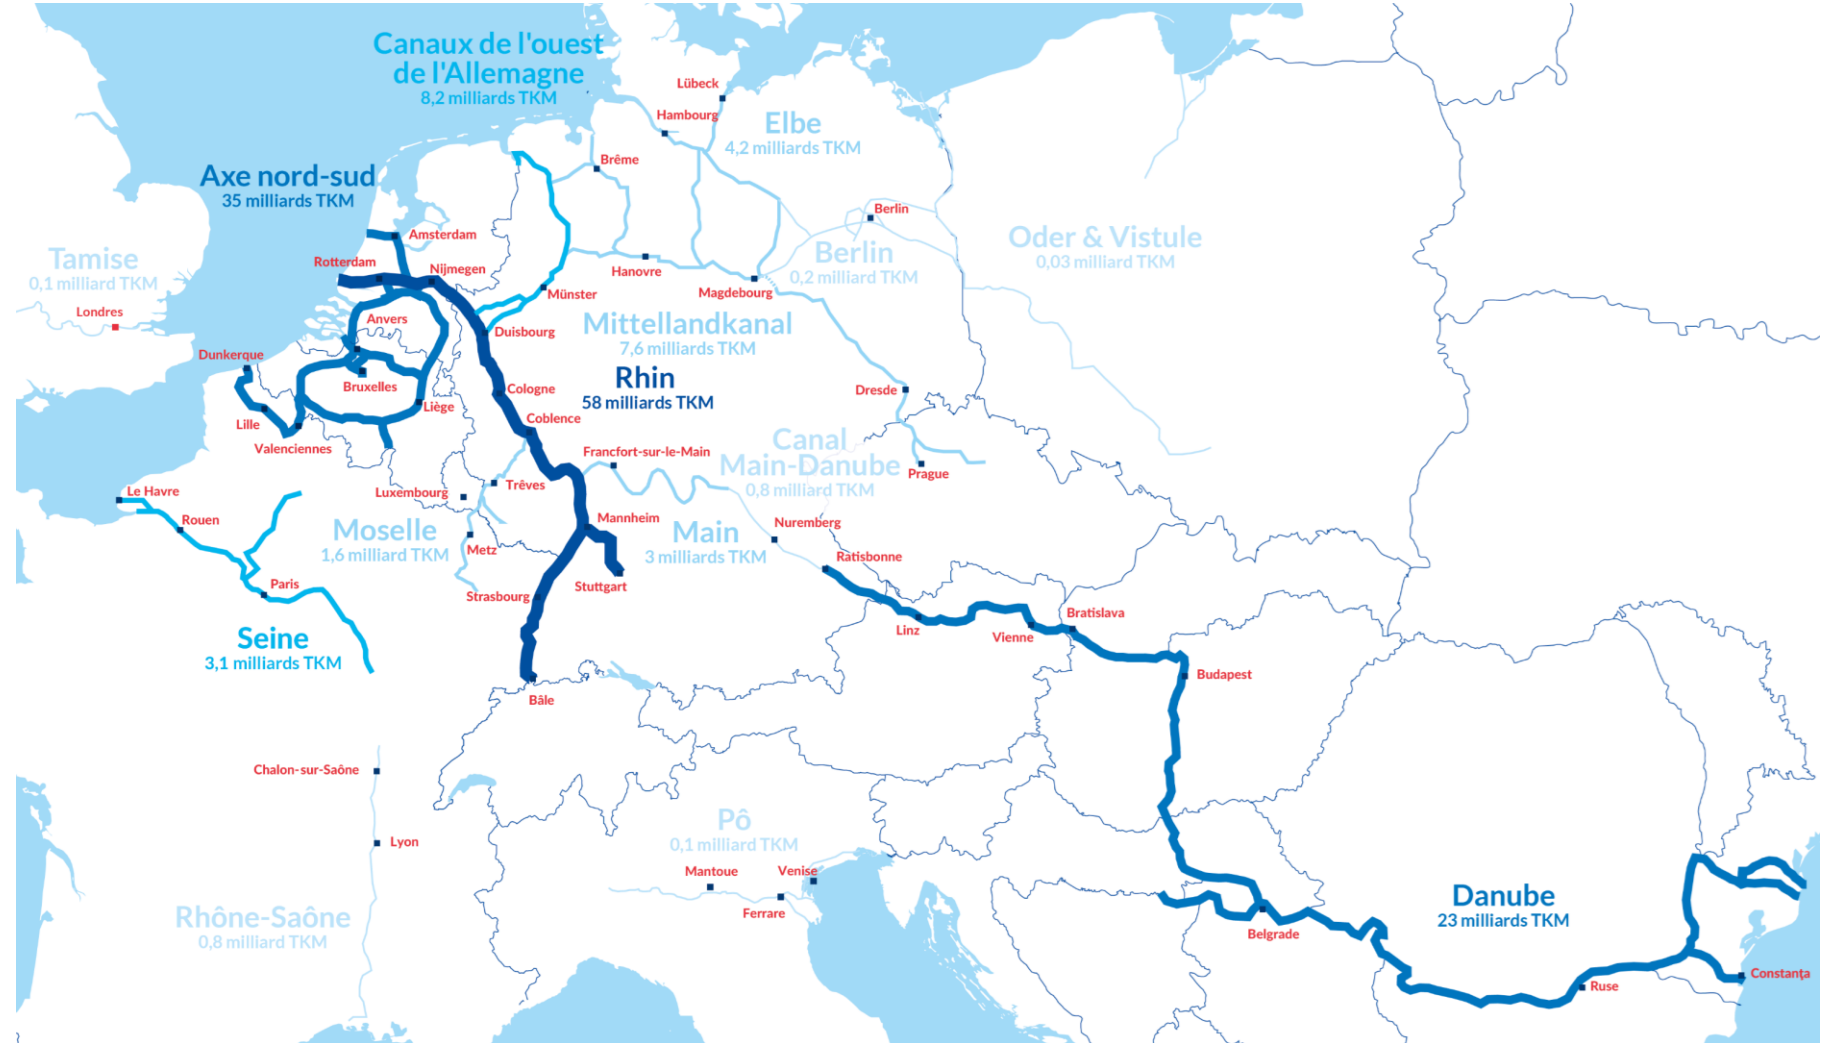 Canaux de l'ouest
de l'Allemagne
8,2 milliards TKM
Lübeck
Hambourg
Elbe
4,2 milliards TKM
Brême
Axe nord-sud
35 milliards TKM
Berlin
Amsterdam
Tamise
0,1 milliard TKM
Londres
Rotterdam
Nijmegen
Hanovre
Berlin
0,2 milliard TKM
Oder & Vistule
0,03 milliard TKM
Münster
Magdebourg
Anvers
Duisbourg
Mittellandkanal
7,6 milliards TKM
Dunkerque
Bruxelles
Rhin
58 milliards TKM
Cologne
Dresde
Liège
Lille
Coblence
Valenciennes
Francfort-sur-le-Main
Canal
Main-Danube
0,8 milliard TKM
Prague
Le Havre
Luxembourg
Trêves
Rouen
Moselle
1,6 milliard TKM
Metz
Mannheim
Main
3 milliards TKM
Nuremberg
Ratisbonne
Paris
Strasbourg
Stuttgart
Seine
3,1 milliards TKM
Linz
Vienne
Bratislava
Budapest
Bâle
Chalon-sur-Saône
Lyon
Pô
0,1 milliard TKM
Mantoue
Venise
Ferrare
Rhône-Saône
0,8 milliard TKM
Belgrade
Danube
23 milliards TKM
Ruse
Constanţa